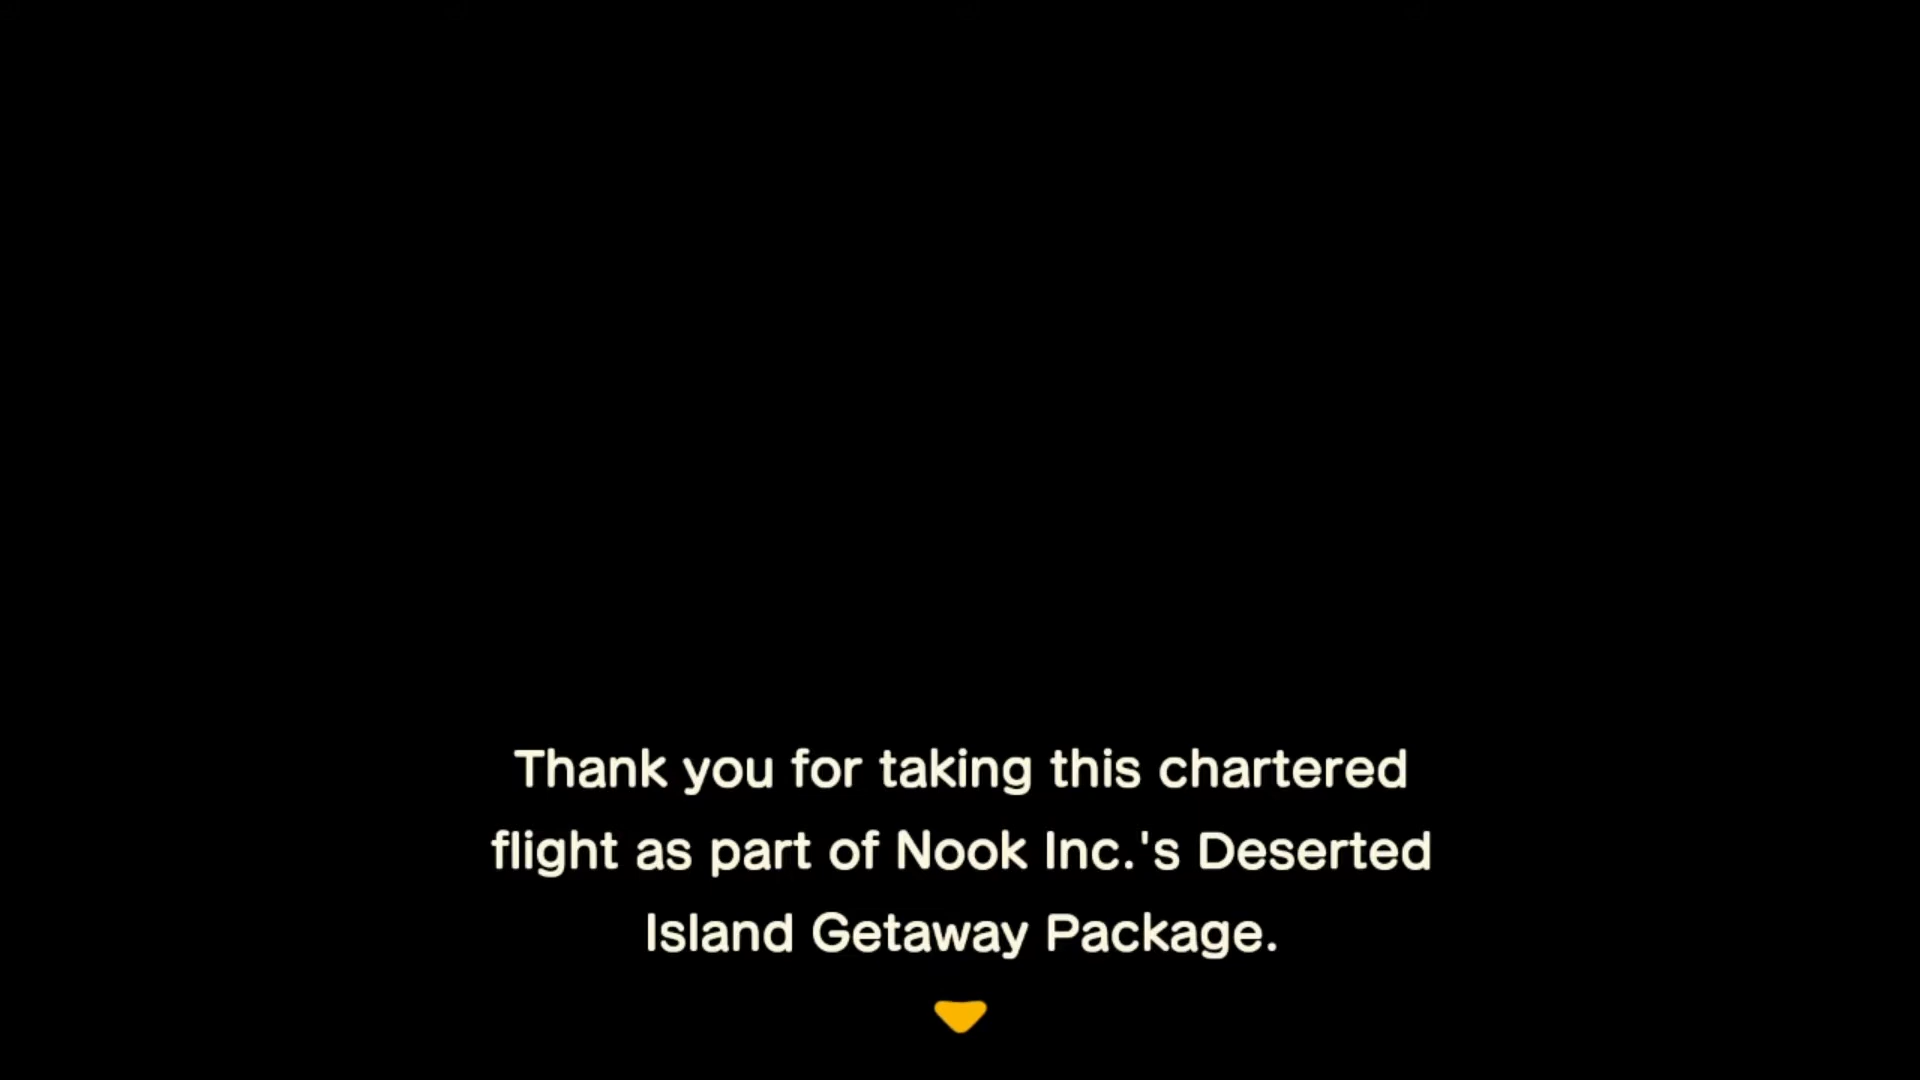 Thank you for taking this chartered
flight as part of Nook Inc.'s Deserted
Island Getaway Package.